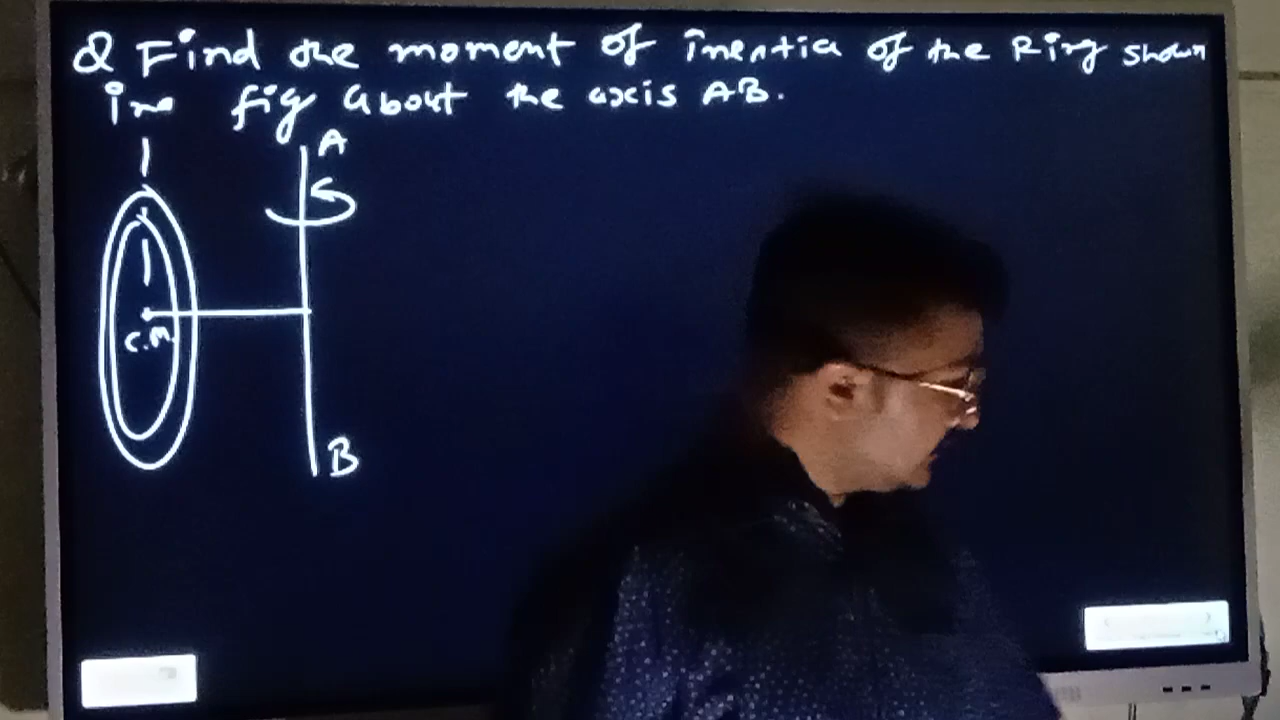 Q Find the moment of inertia of the Ring shown
in fig about the axis AB.
A
C.M.
B